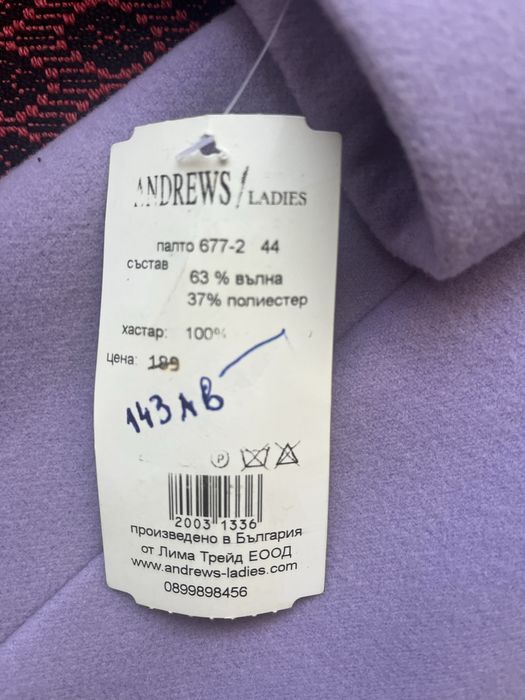 ANDREWS / LADIES
палто 677-2 44
състав
63 % вълна
37% полиестер
хастар: 100%
цена: 189
143 лв
P
2003 1336
произведено в България
от Лима Трейд ЕООД
www.andrews-ladies.com
0899898456